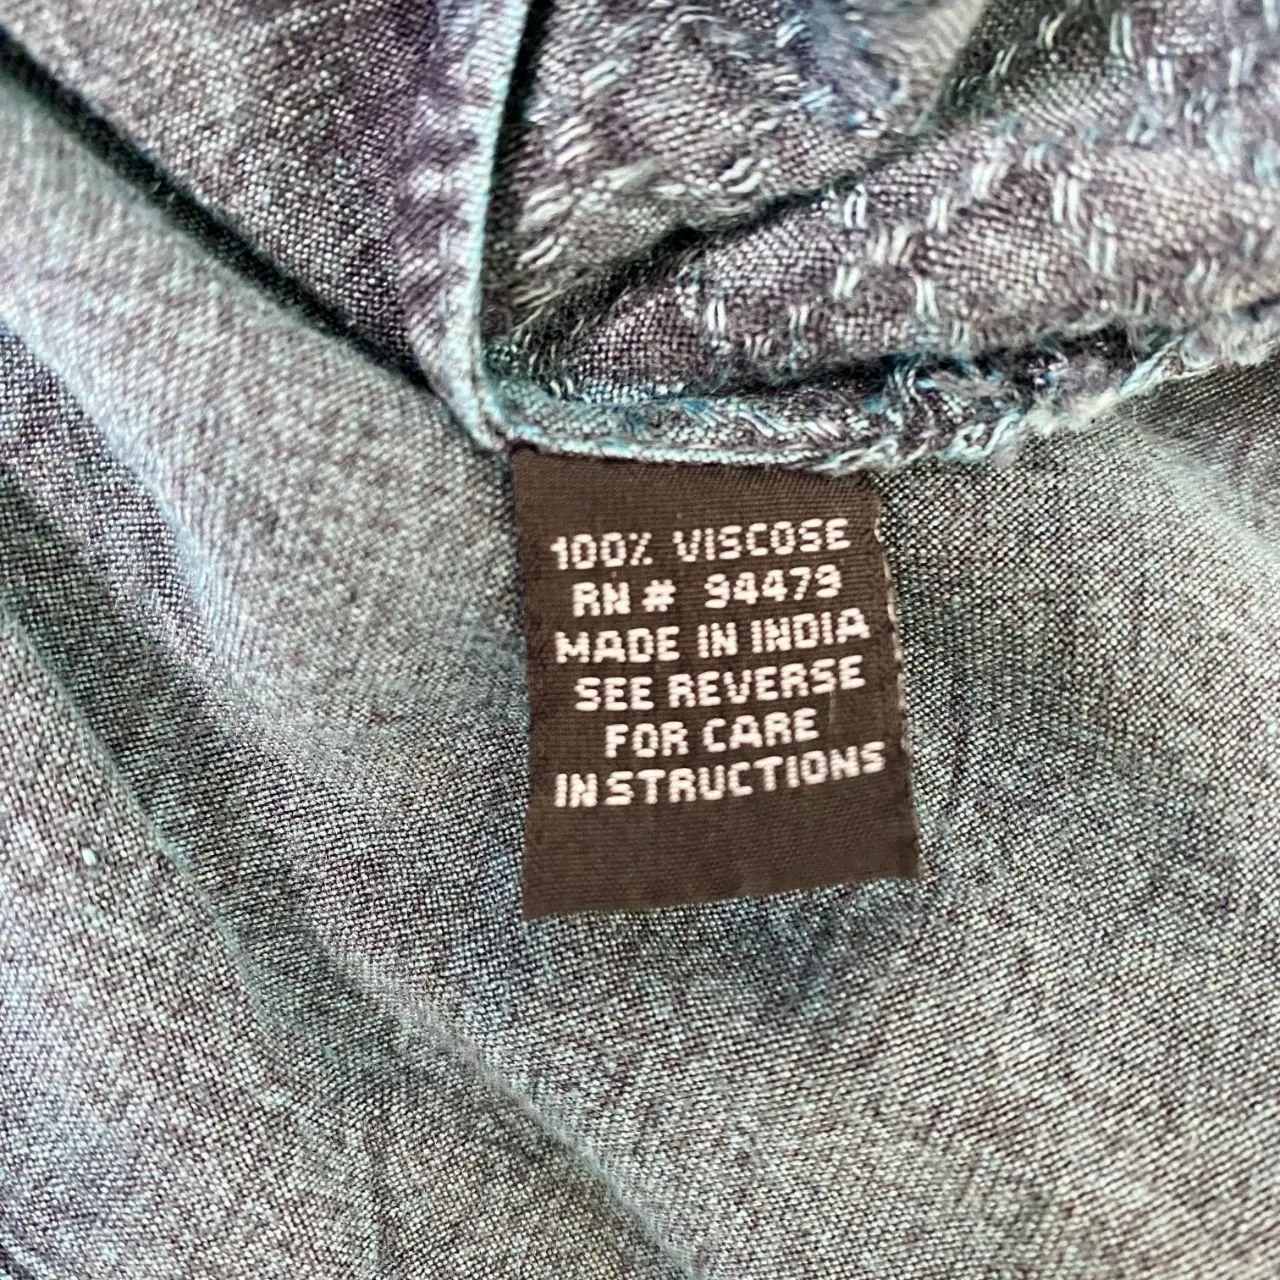 100% VISCOSE
RN # 94479
MADE IN INDIA
SEE REVERSE
FOR CARE
INSTRUCTIONS